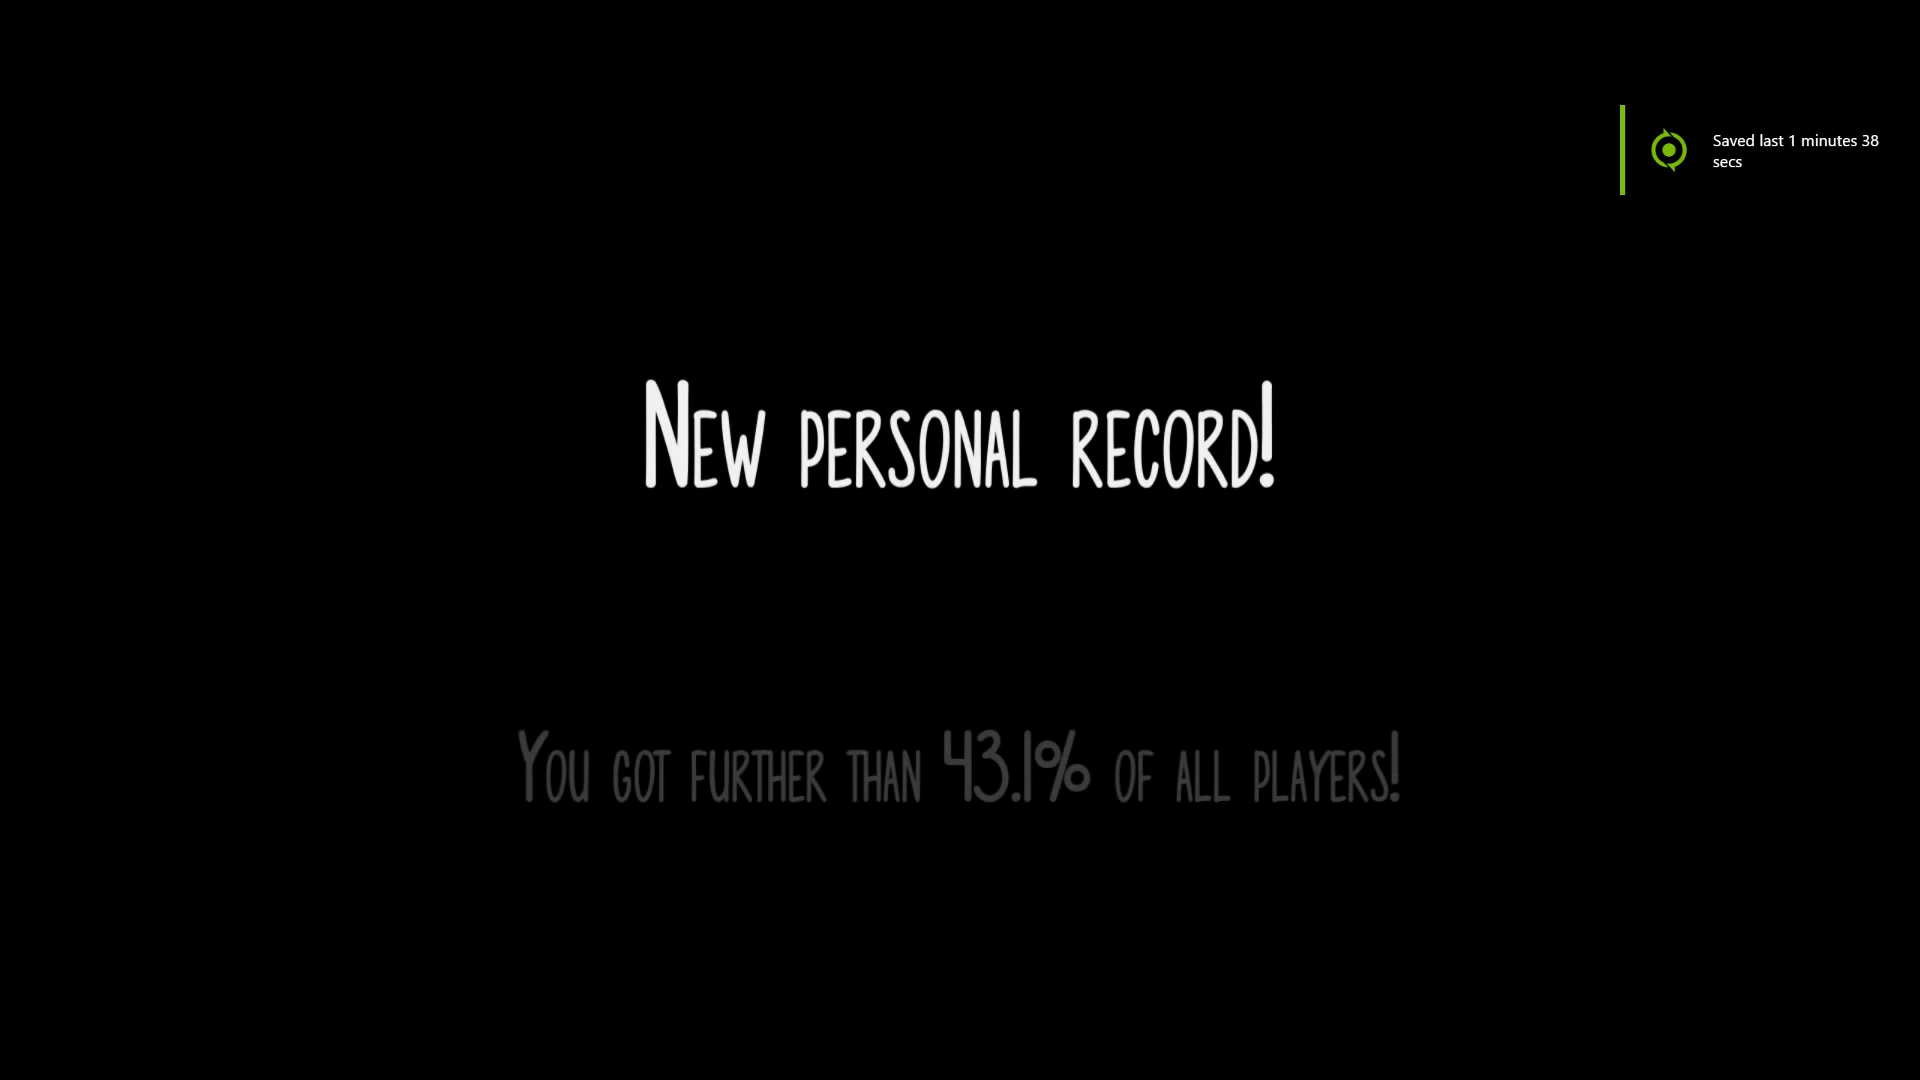 Saved last 1 minutes 38
secs
New personal record!
You got further than 43.1% of all players!